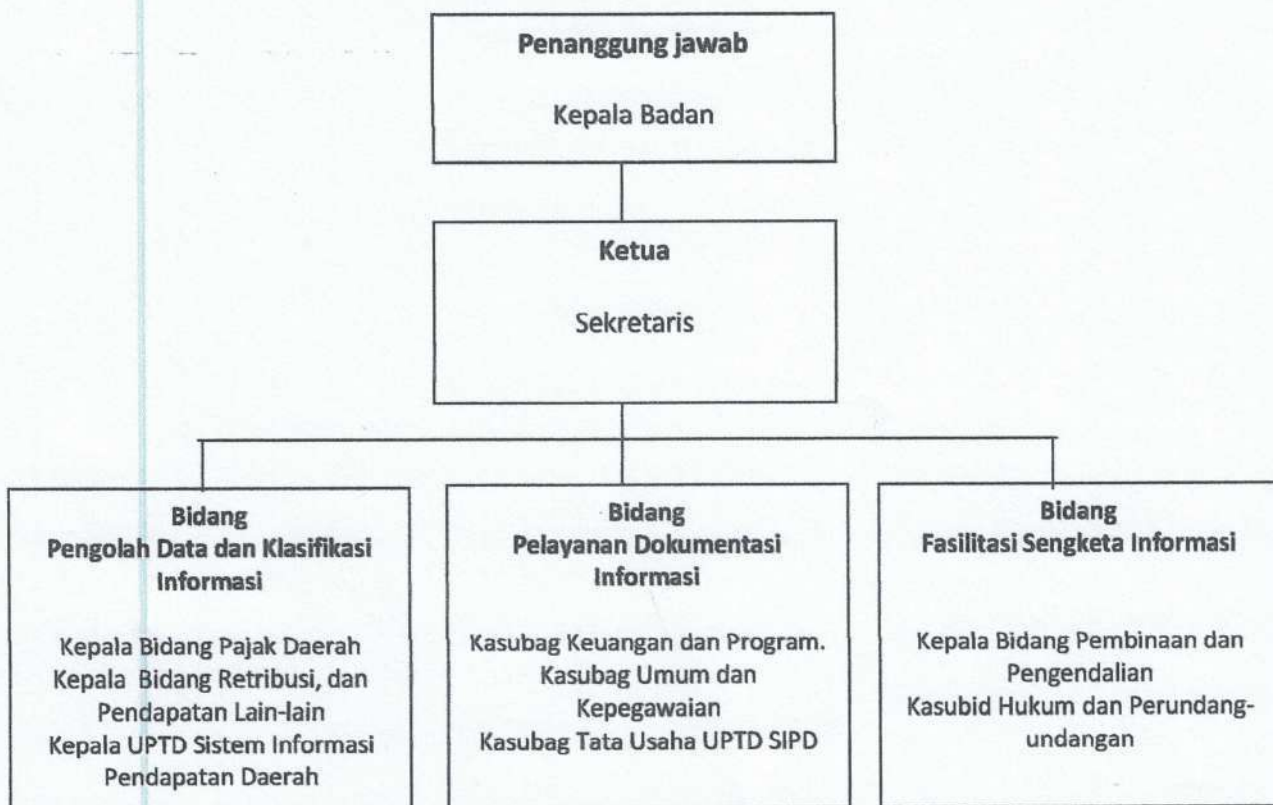 Penanggung jawab
Kepala Badan
Ketua
Sekretaris
Bidang
Pengolah Data dan Klasifikasi
Informasi
Kepala Bidang Pajak Daerah
Kepala Bidang Retribusi, dan
Pendapatan Lain-lain
Kepala UPTD Sistem Informasi
Pendapatan Daerah
Bidang
Pelayanan Dokumentasi
Informasi
Kasubag Keuangan dan Program.
Kasubag Umum dan
Kepegawaian
Kasubag Tata Usaha UPTD SIPD
Bidang
Fasilitasi Sengketa Informasi
Kepala Bidang Pembinaan dan
Pengendalian
Kasubid Hukum dan Perundang-
undangan